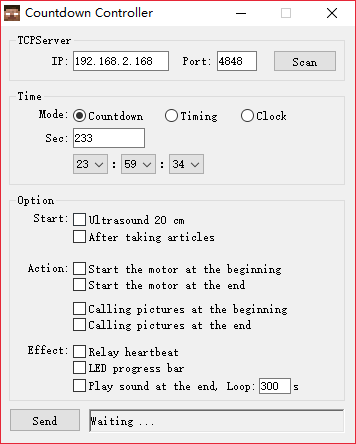 Countdown Controller
TCPServer
IP: 192.168.2.168 Port: 4848 Scan
Time
Mode: Countdown Timing Clock
Sec: 233
23 : 59 : 34
Option
Start: Ultrasound 20 cm
After taking articles
Action: Start the motor at the beginning
Start the motor at the end
Calling pictures at the beginning
Calling pictures at the end
Effect: Relay heartbeat
LED progress bar
Play sound at the end, Loop: 300 s
Send Waiting ...